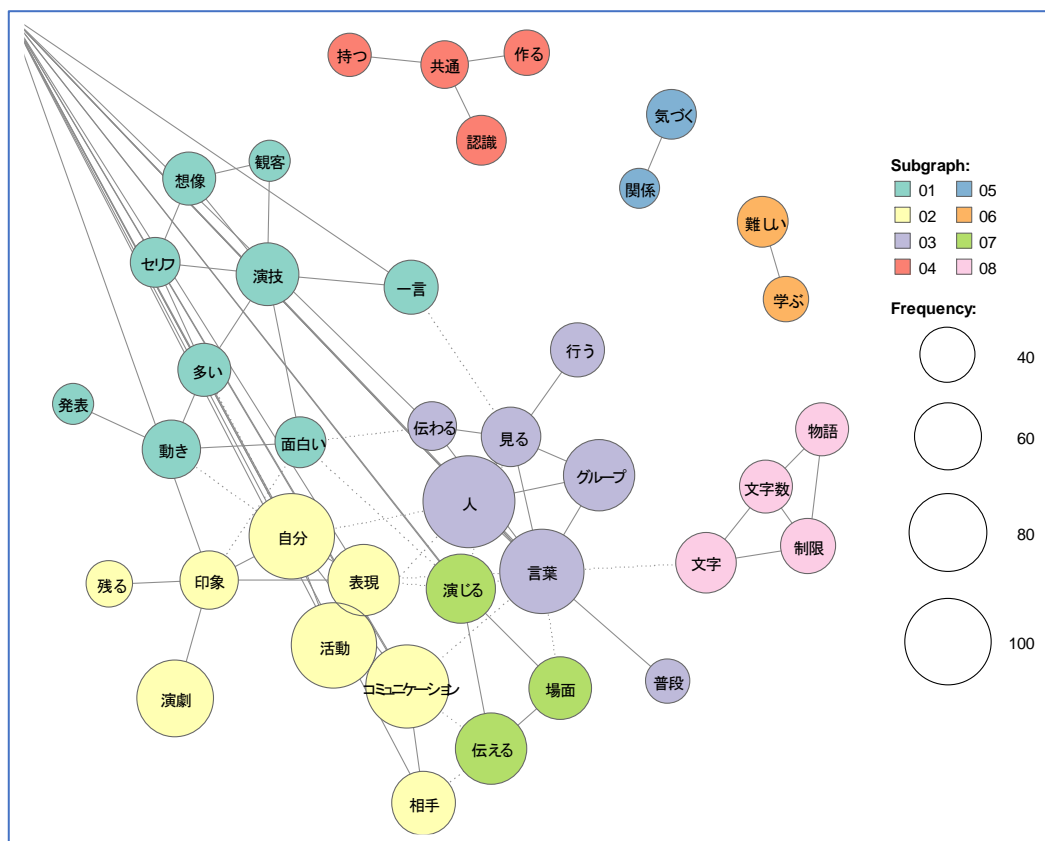 持つ
共通
作る
認識
気づく
関係
観客
想像
難しい
学ぶ
セリフ
演技
一言
行う
多い
発表
動き
面白い
伝わる
見る
グループ
人
物語
文字数
制限
文字
自分
言葉
残る
印象
表現
演じる
活動
コミュニケーション
場面
普段
演劇
伝える
相手
Subgraph:
01 05
02 06
03 07
04 08
Frequency:
40
60
80
100